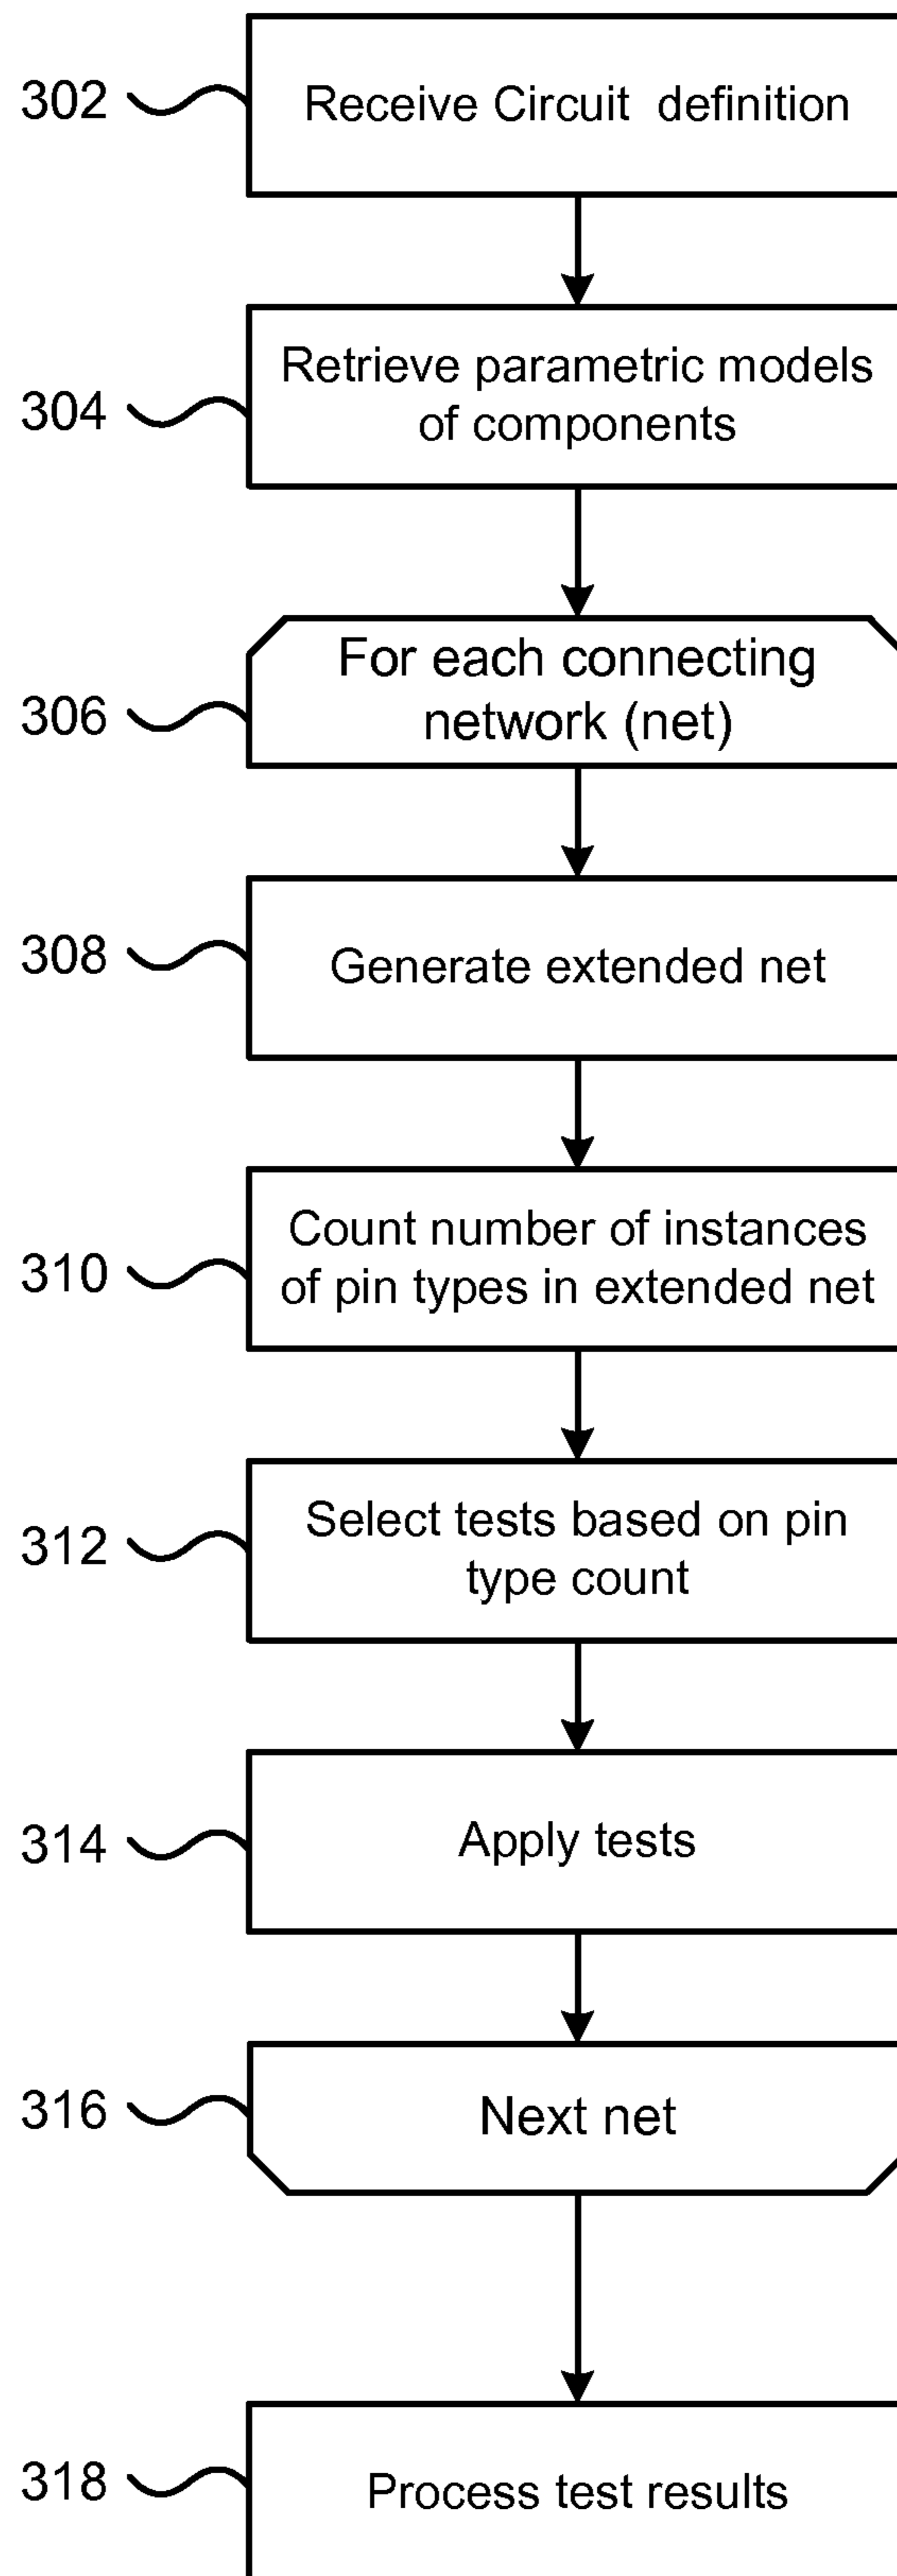 302
Receive Circuit definition
304
Retrieve parametric models
of components
306
For each connecting
network (net)
308
Generate extended net
310
Count number of instances
of pin types in extended net
312
Select tests based on pin
type count
314
Apply tests
316
Next net
318
Process test results